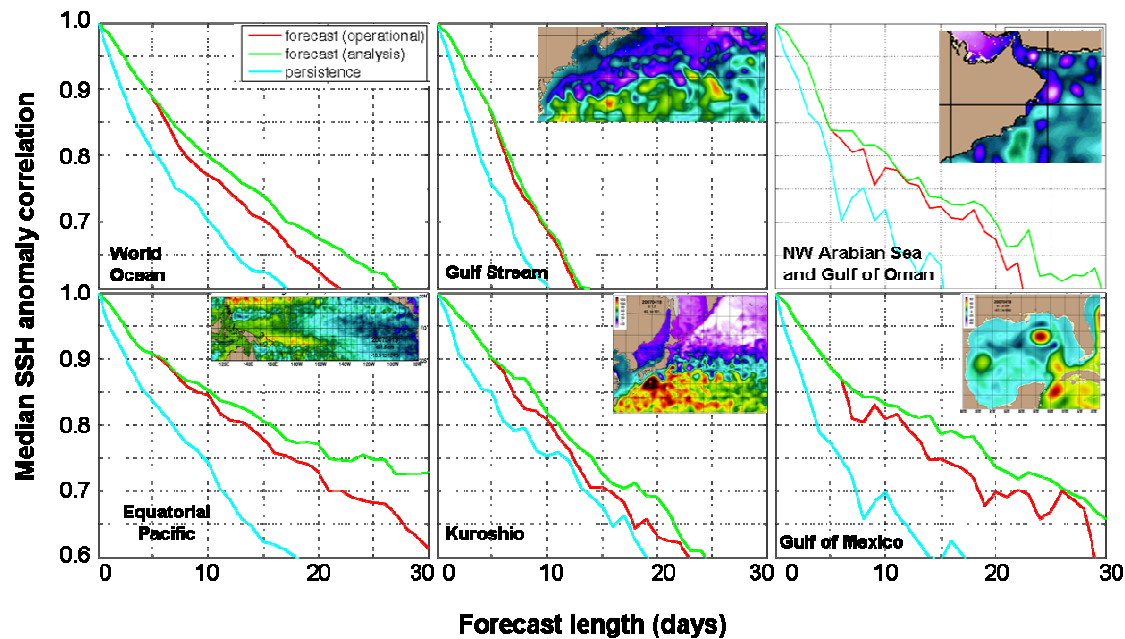 Median SSH anomaly correlation
1.0
0.9
0.8
0.7
forecast (operational)
forecast (analysis)
persistence
World
Ocean
Gulf Stream
NW Arabian Sea
and Gulf of Oman
1.0
0.9
0.8
0.7
0.6
Equatorial
Pacific
Kuroshio
Gulf of Mexico
0 10 20 30 0 10 20 30 0 10 20 30
Forecast length (days)